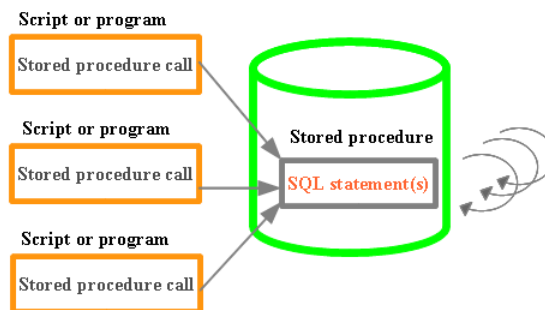 Script or program
Stored procedure call
Script or program
Stored procedure call
Script or program
Stored procedure call
Stored procedure
SQL statement(s)